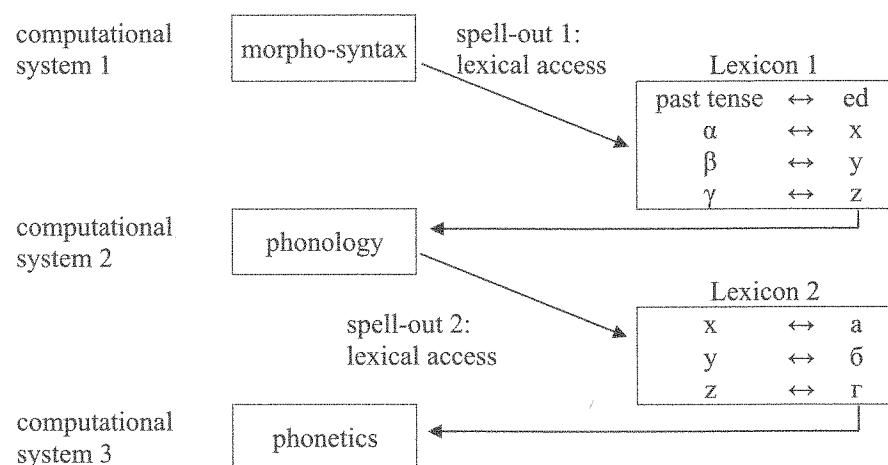 computational
system 1
morpho-syntax
spell-out 1:
lexical access
Lexicon 1
past tense ↔ ed
α ↔ x
β ↔ y
γ ↔ z
computational
system 2
phonology
spell-out 2:
lexical access
Lexicon 2
x ↔ а
y ↔ б
z ↔ г
computational
system 3
phonetics